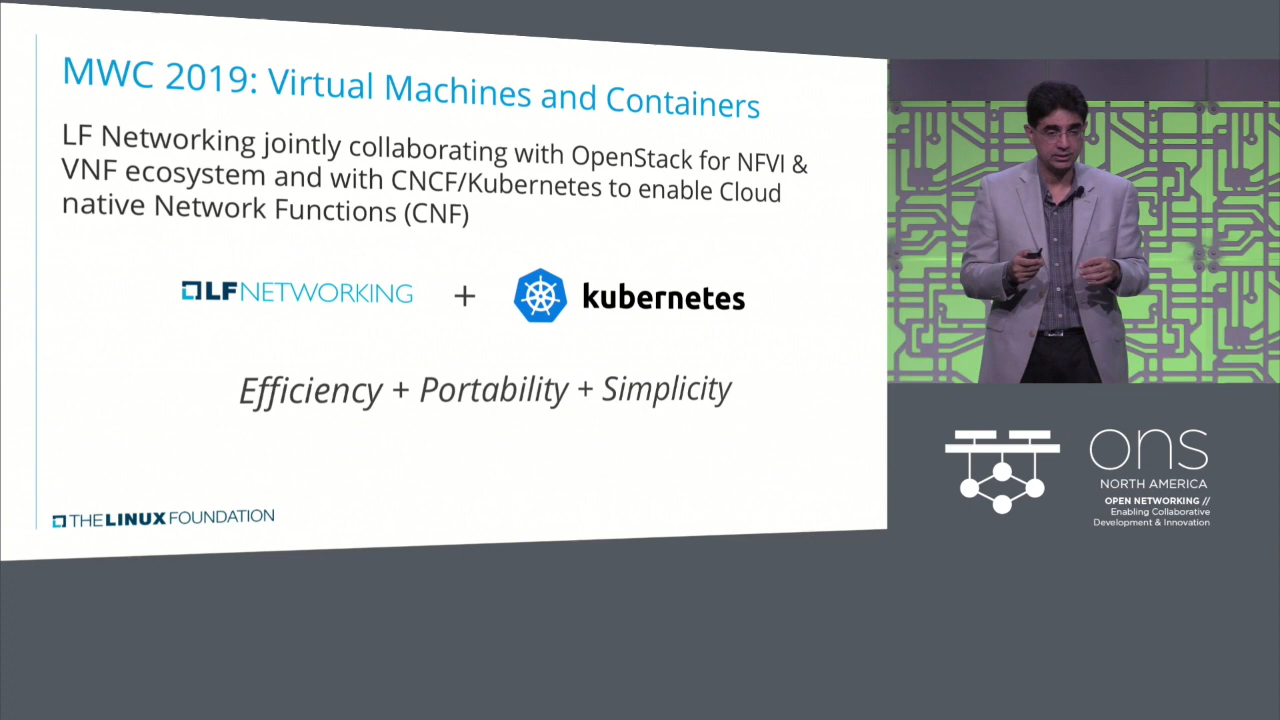 MWC 2019: Virtual Machines and Containers
LF Networking jointly collaborating with OpenStack for NFVI &
VNF ecosystem and with CNCF/Kubernetes to enable Cloud
native Network Functions (CNF)
LFNETWORKING + kubernetes
Efficiency + Portability + Simplicity
THE LINUX FOUNDATION
ons
NORTH AMERICA
OPEN NETWORKING //
Enabling Collaborative
Development & Innovation